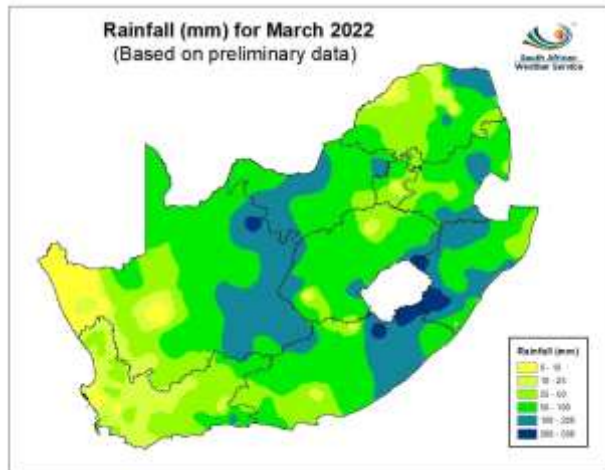 Rainfall (mm) for March 2022
(Based on preliminary data)
South African
Weather Service
Rainfall (mm)
0 - 10
10 - 25
25 - 50
50 - 100
100 - 200
200 - 500